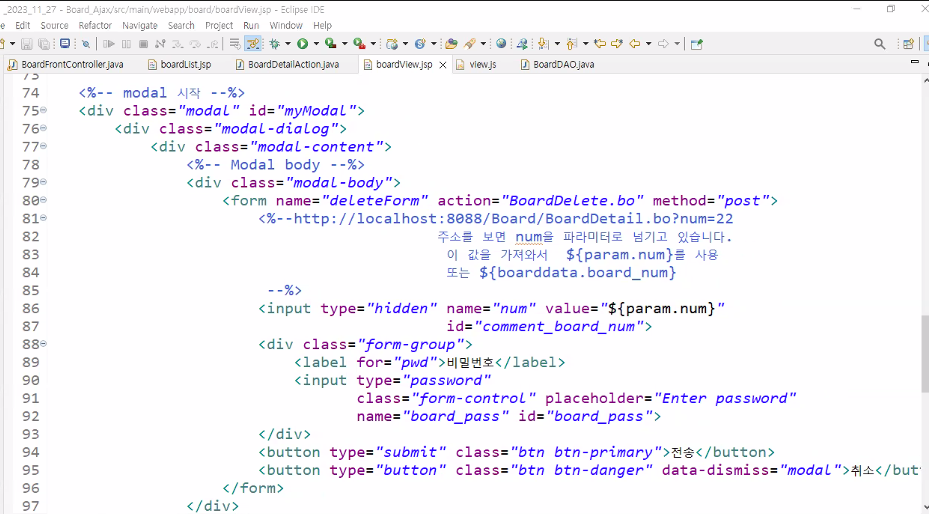 _2023_11_27 - Board_Ajax/src/main/webapp/board/boardView.jsp - Eclipse IDE
Edit Source Refactor Navigate Search Project Run Window Help
BoardFrontController.java boardList.jsp BoardDetailAction.java boardView.jsp view.js BoardDAO.java
73
74 <%-- modal 시작 --%>
75 <div class="modal" id="myModal">
76 <div class="modal-dialog">
77 <div class="modal-content">
78 <%-- Modal body --%>
79 <div class="modal-body">
80 <form name="deleteForm" action="BoardDelete.bo" method="post">
81 <%--http://localhost:8088/Board/BoardDetail.bo?num=22
82 주소를 보면 num을 파라미터로 넘기고 있습니다.
83 이 값을 가져와서 ${param.num}를 사용
84 또는 ${boarddata.board_num}
85 --%>
86 <input type="hidden" name="num" value="${param.num}"
87 id="comment_board_num">
88 <div class="form-group">
89 <label for="pwd">비밀번호</label>
90 <input type="password"
91 class="form-control" placeholder="Enter password"
92 name="board_pass" id="board_pass">
93 </div>
94 <button type="submit" class="btn btn-primary">전송</button>
95 <button type="button" class="btn btn-danger" data-dismiss="modal">취소</but
96 </form>
97 </div>